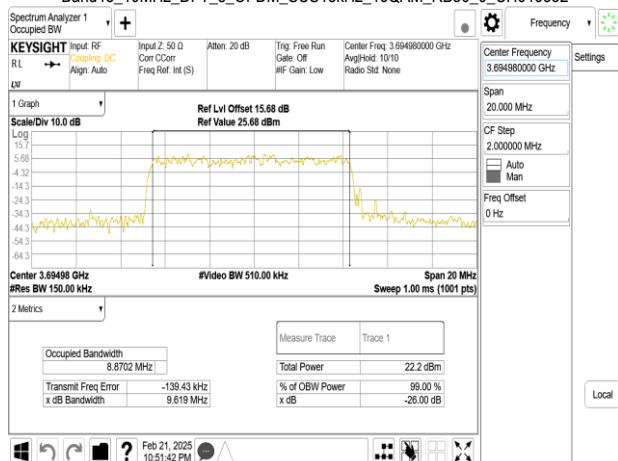 Spectrum Analyzer 1
Occupied BW
Frequency
KEYSIGHT
Input: RF
Coupling: DC
Align: Auto
Input Z: 50 Ω
Corr CCorr
Freq Ref: Int (S)
Atten: 20 dB
Trig: Free Run
Gate: Off
#IF Gain: Low
Center Freq: 3.694980000 GHz
Avg|Hold: 10/10
Radio Std: None
RL
LXI
Center Frequency
3.694980000 GHz
Settings
Span
20.000 MHz
CF Step
2.000000 MHz
Auto
Man
Freq Offset
0 Hz
Local
1 Graph
Scale/Div 10.0 dB
Ref Lvl Offset 15.68 dB
Ref Value 25.68 dBm
Log
15.7
5.68
-4.32
-14.3
-24.3
-34.3
-44.3
-54.3
-64.3
Center 3.69498 GHz
#Video BW 510.00 kHz
Span 20 MHz
#Res BW 150.00 kHz
Sweep 1.00 ms (1001 pts)
2 Metrics
Measure Trace
Trace 1
Occupied Bandwidth
8.8702 MHz
Total Power
22.2 dBm
Transmit Freq Error
-139.43 kHz
% of OBW Power
99.00 %
x dB Bandwidth
9.619 MHz
x dB
-26.00 dB
Feb 21, 2025
10:51:42 PM